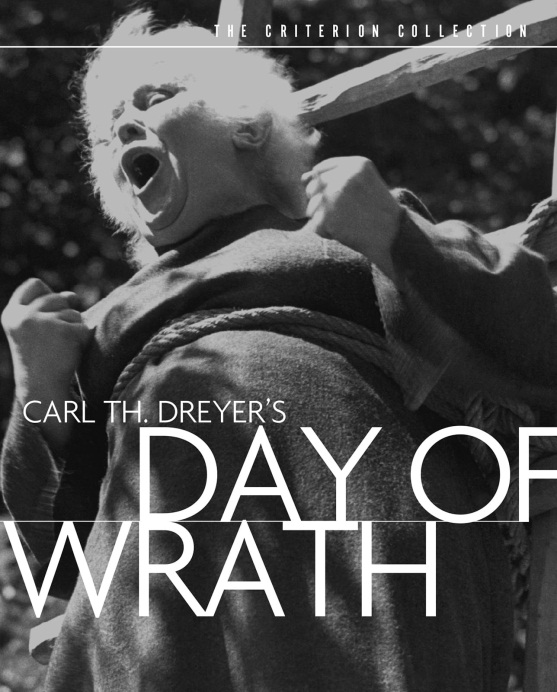 THE CRITERION COLLECTION
CARL TH. DREYER'S
DAY OF
WRATH